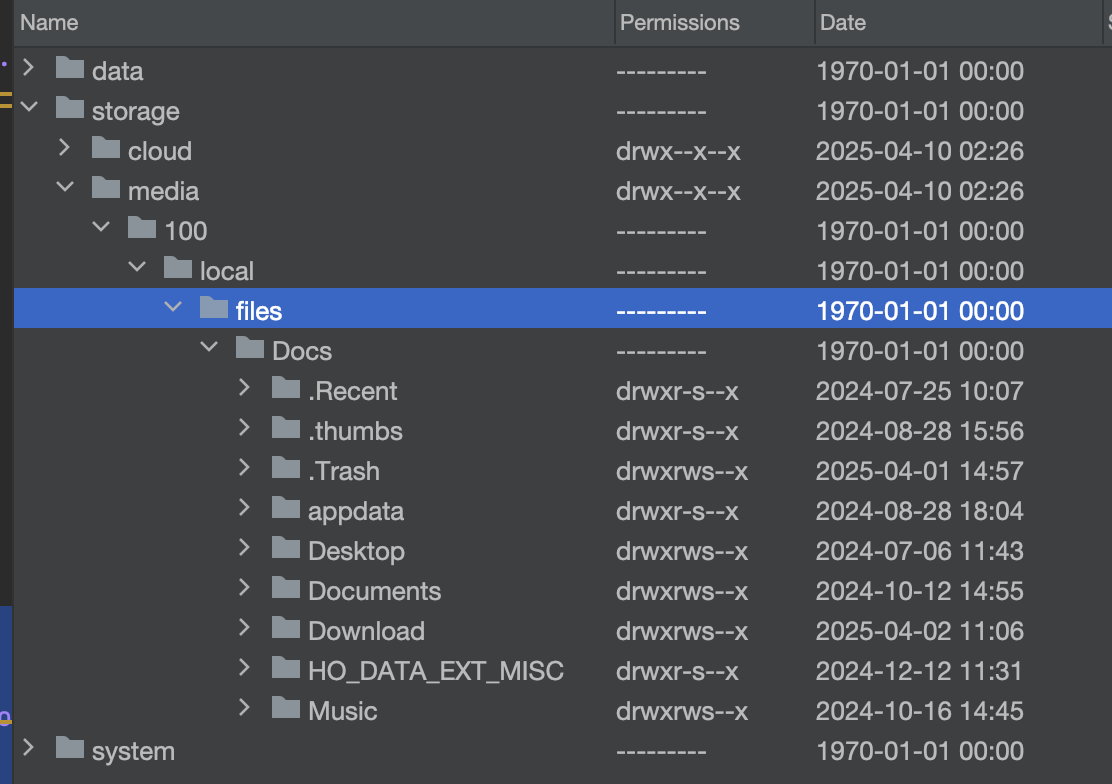 Name Permissions Date
data --------- 1970-01-01 00:00
storage --------- 1970-01-01 00:00
cloud drwx--x--x 2025-04-10 02:26
media drwx--x--x 2025-04-10 02:26
100 --------- 1970-01-01 00:00
local --------- 1970-01-01 00:00
files --------- 1970-01-01 00:00
Docs --------- 1970-01-01 00:00
.Recent drwxr-s--x 2024-07-25 10:07
.thumbs drwxr-s--x 2024-08-28 15:56
.Trash drwxrws--x 2025-04-01 14:57
appdata drwxr-s--x 2024-08-28 18:04
Desktop drwxrws--x 2024-07-06 11:43
Documents drwxrws--x 2024-10-12 14:55
Download drwxrws--x 2025-04-02 11:06
HO_DATA_EXT_MISC drwxr-s--x 2024-12-12 11:31
Music drwxrws--x 2024-10-16 14:45
system --------- 1970-01-01 00:00